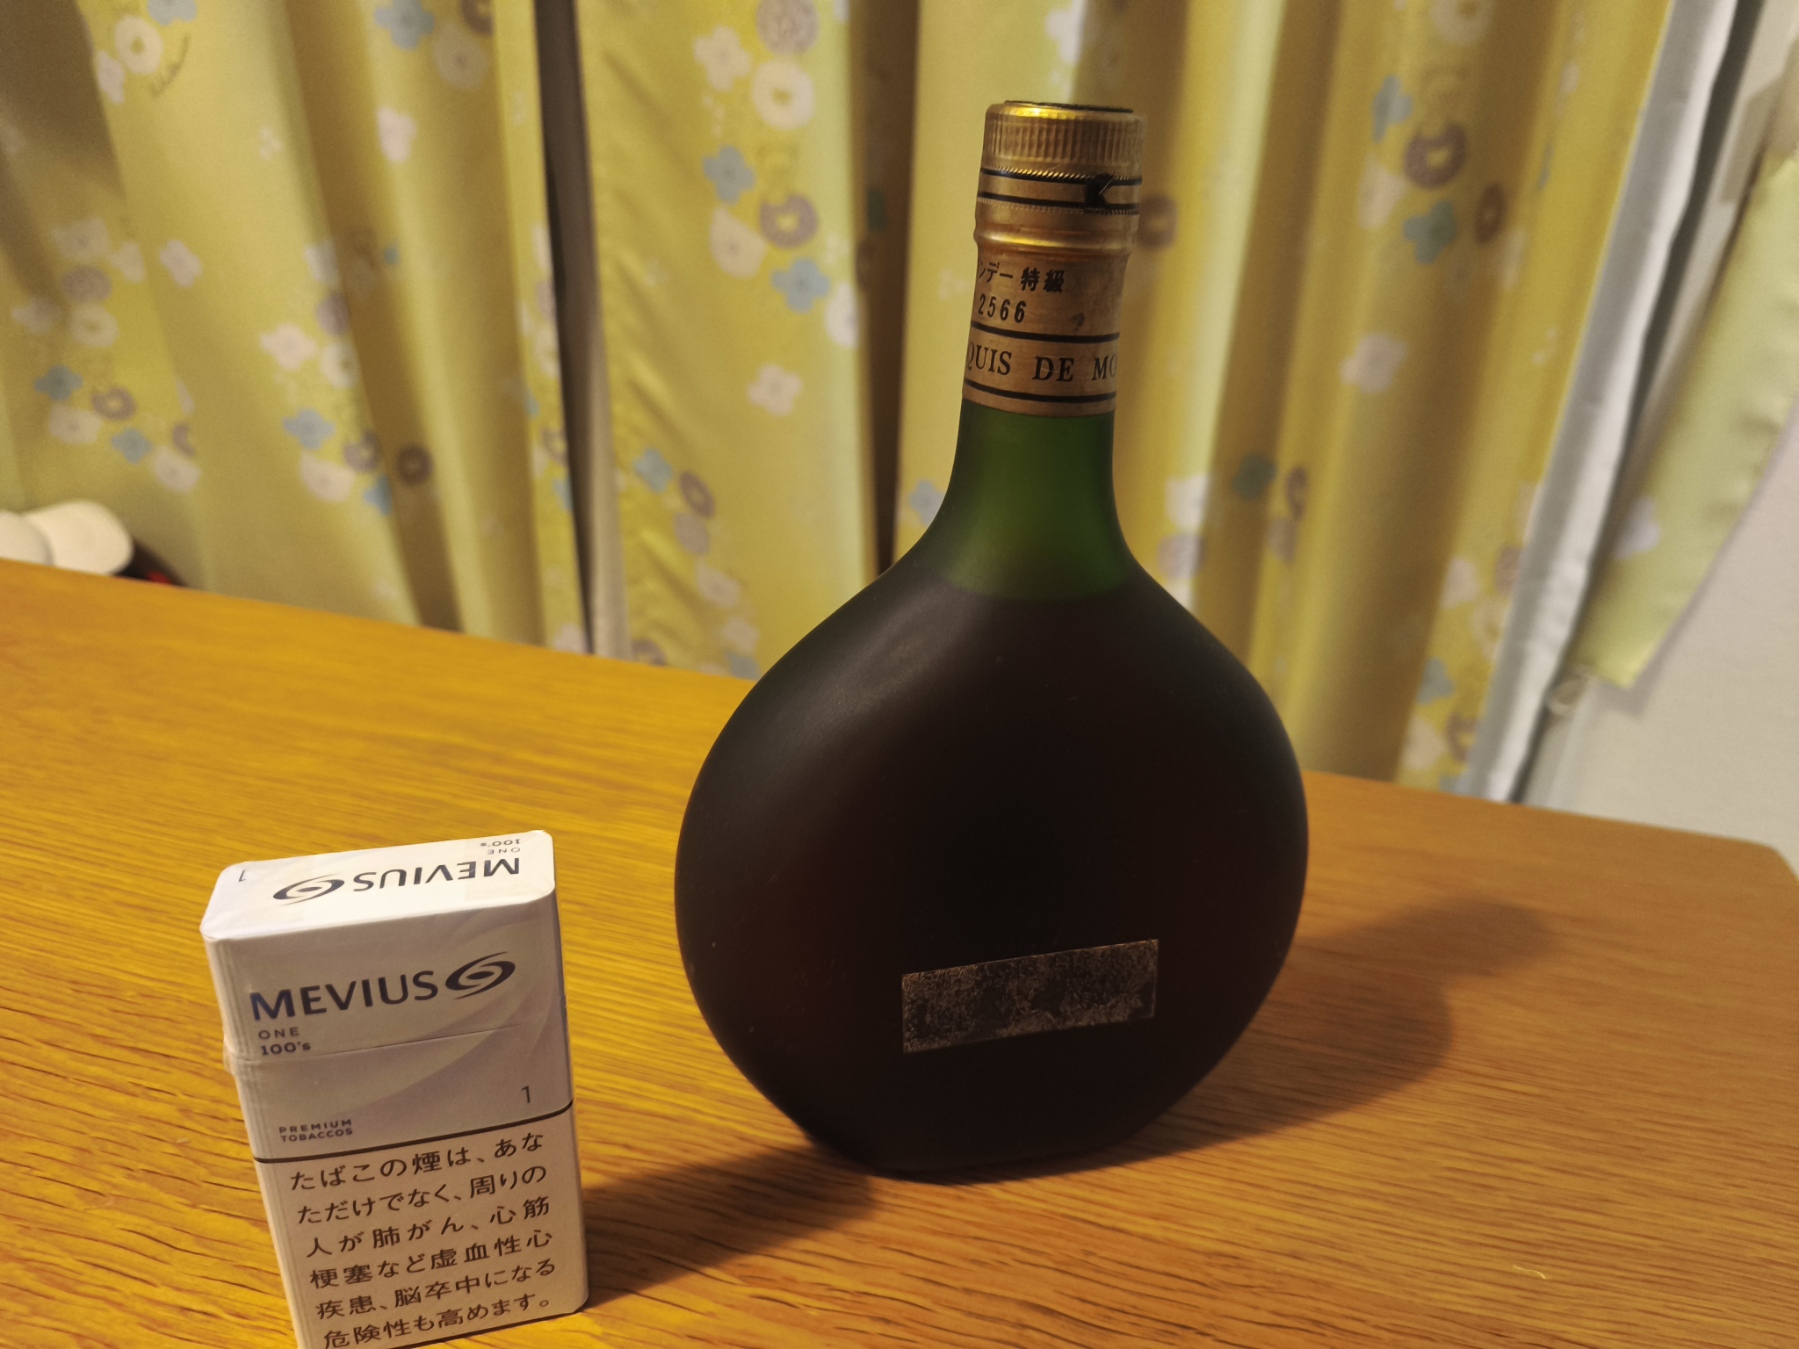 ンデー 特級
2566
QUIS DE MO
MEVIUS
ONE
100's
1
MEVIUS
ONE
100's
1
PREMIUM
TOBACCOS
たばこの煙は、あな
ただけでなく、周りの
人が肺がん、心筋
梗塞など虚血性心
疾患、脳卒中になる
危険性も高めます。